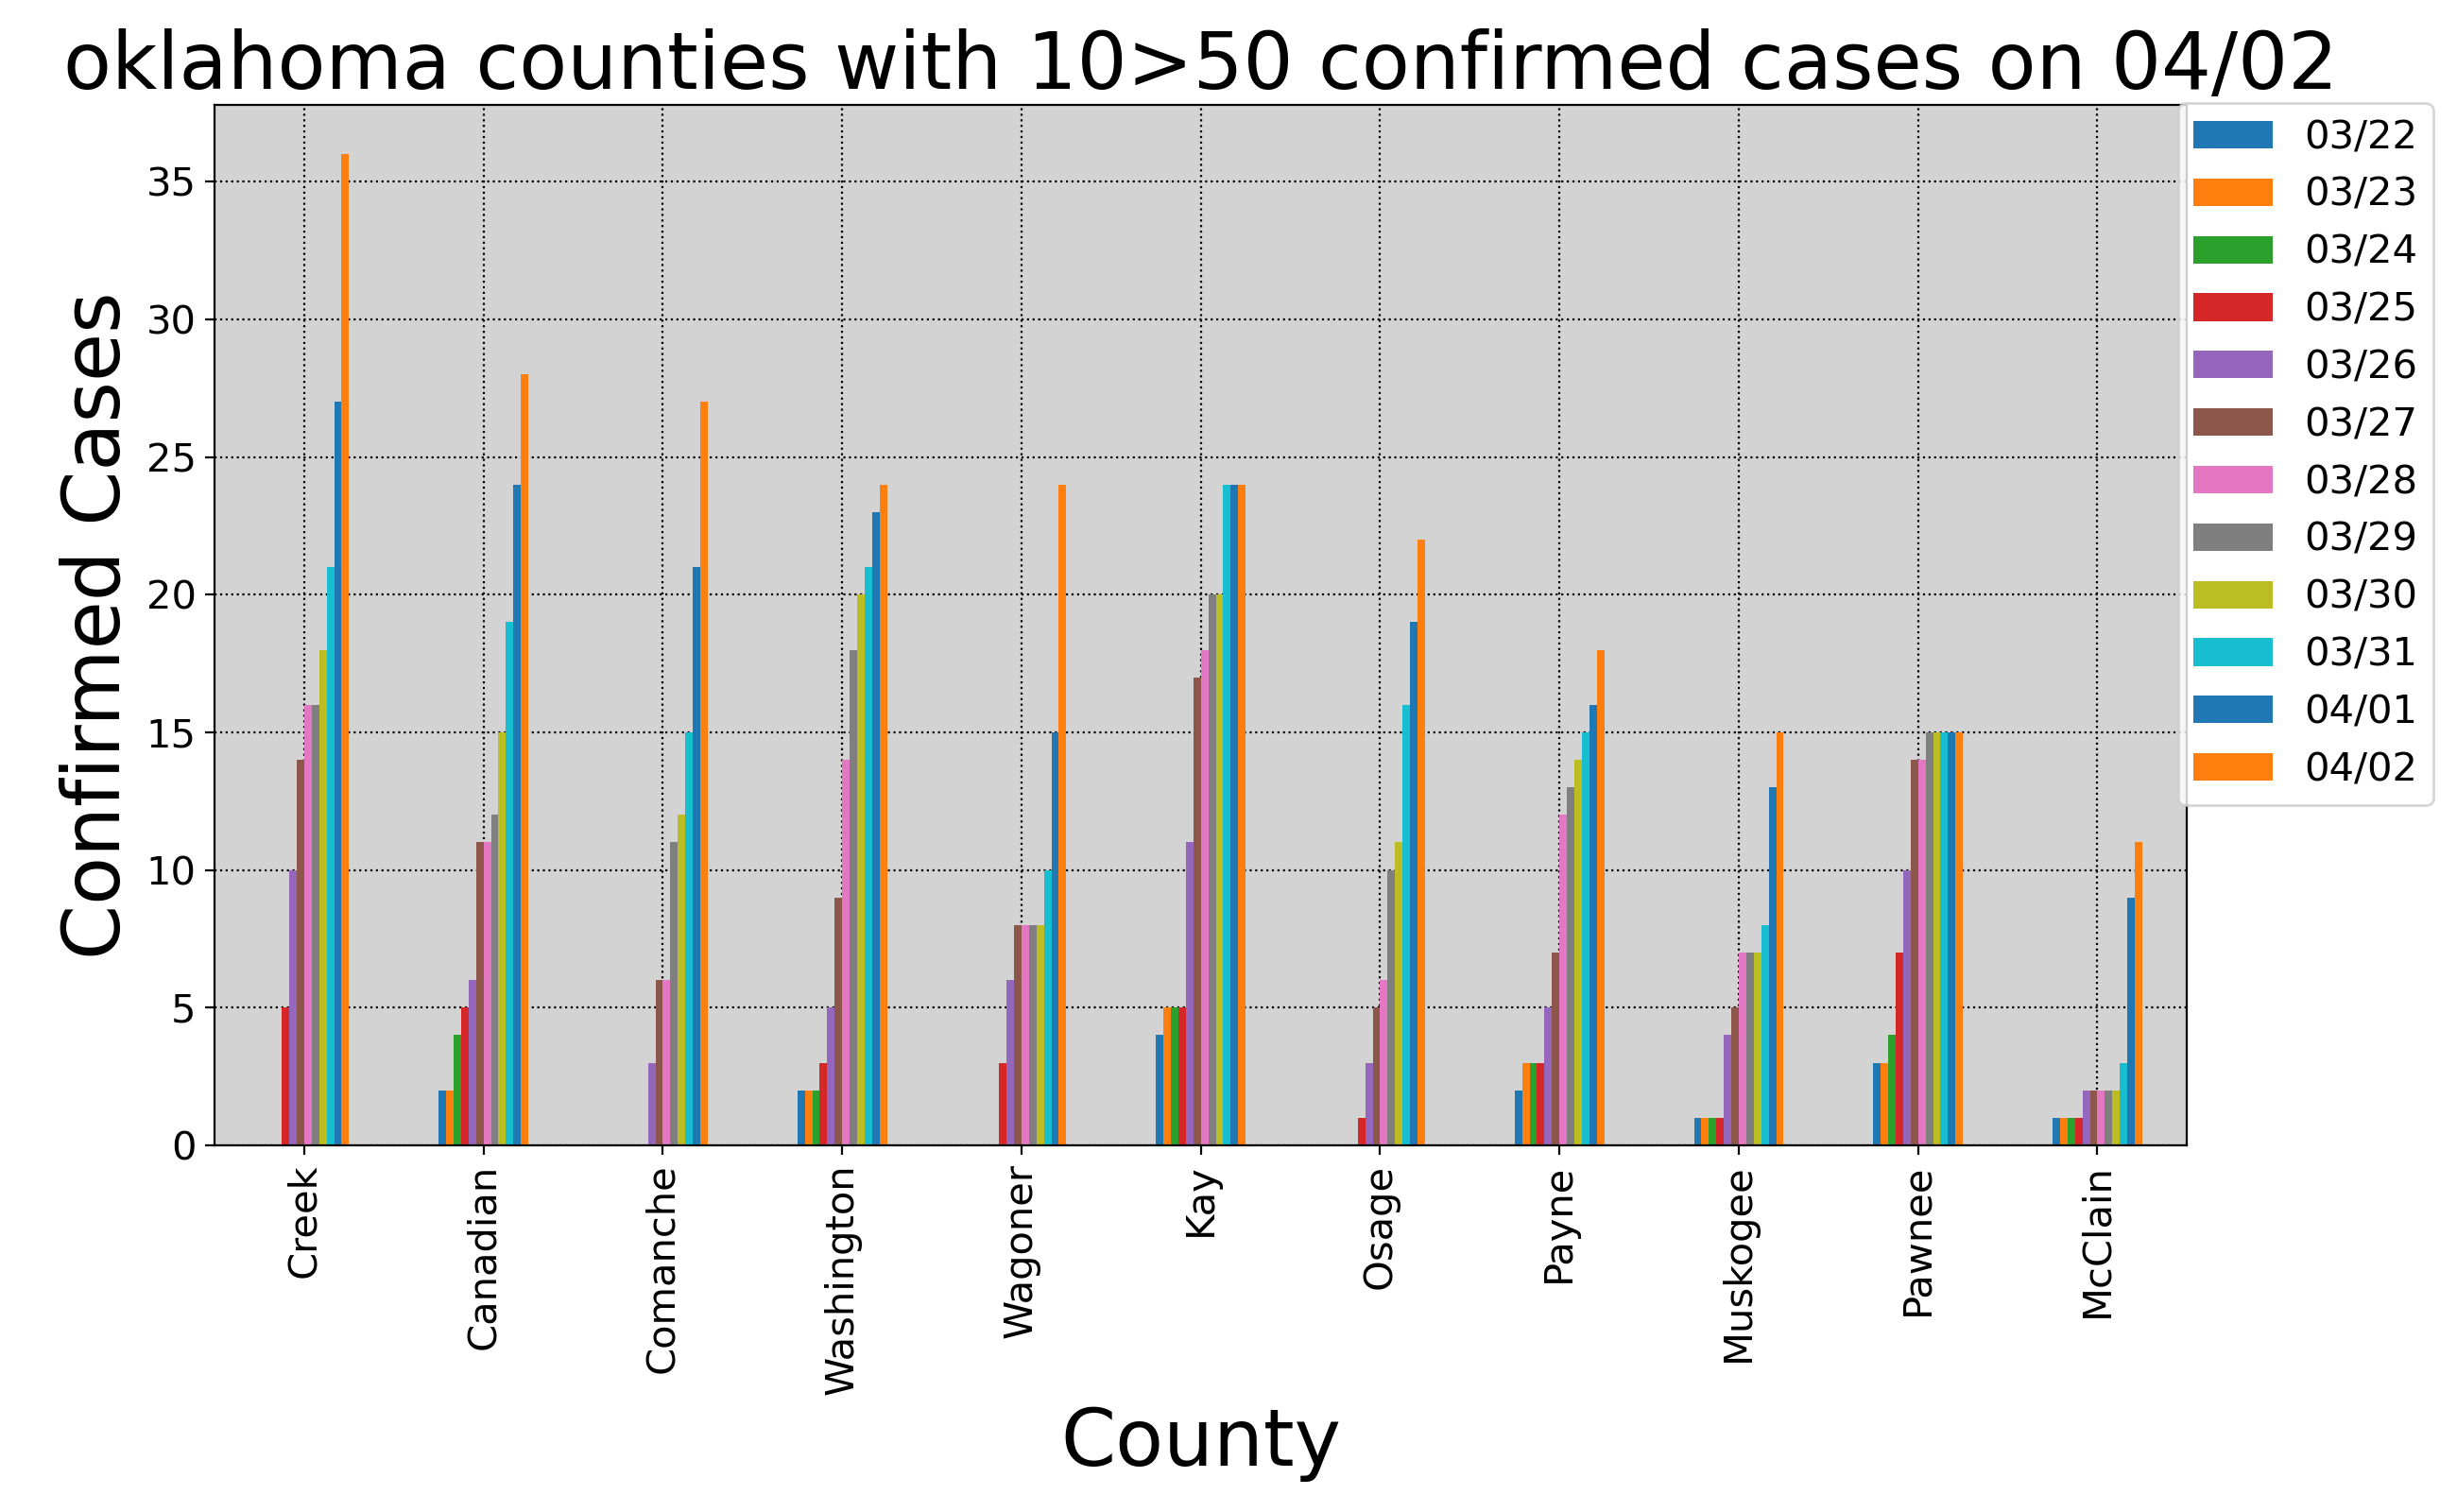 oklahoma counties with 10>50 confirmed cases on 04/02
Confirmed Cases
35
30
25
20
15
10
5
0
Creek
Canadian
Comanche
Washington
Wagoner
Kay
Osage
Payne
Muskogee
Pawnee
McClain
County
03/22
03/23
03/24
03/25
03/26
03/27
03/28
03/29
03/30
03/31
04/01
04/02